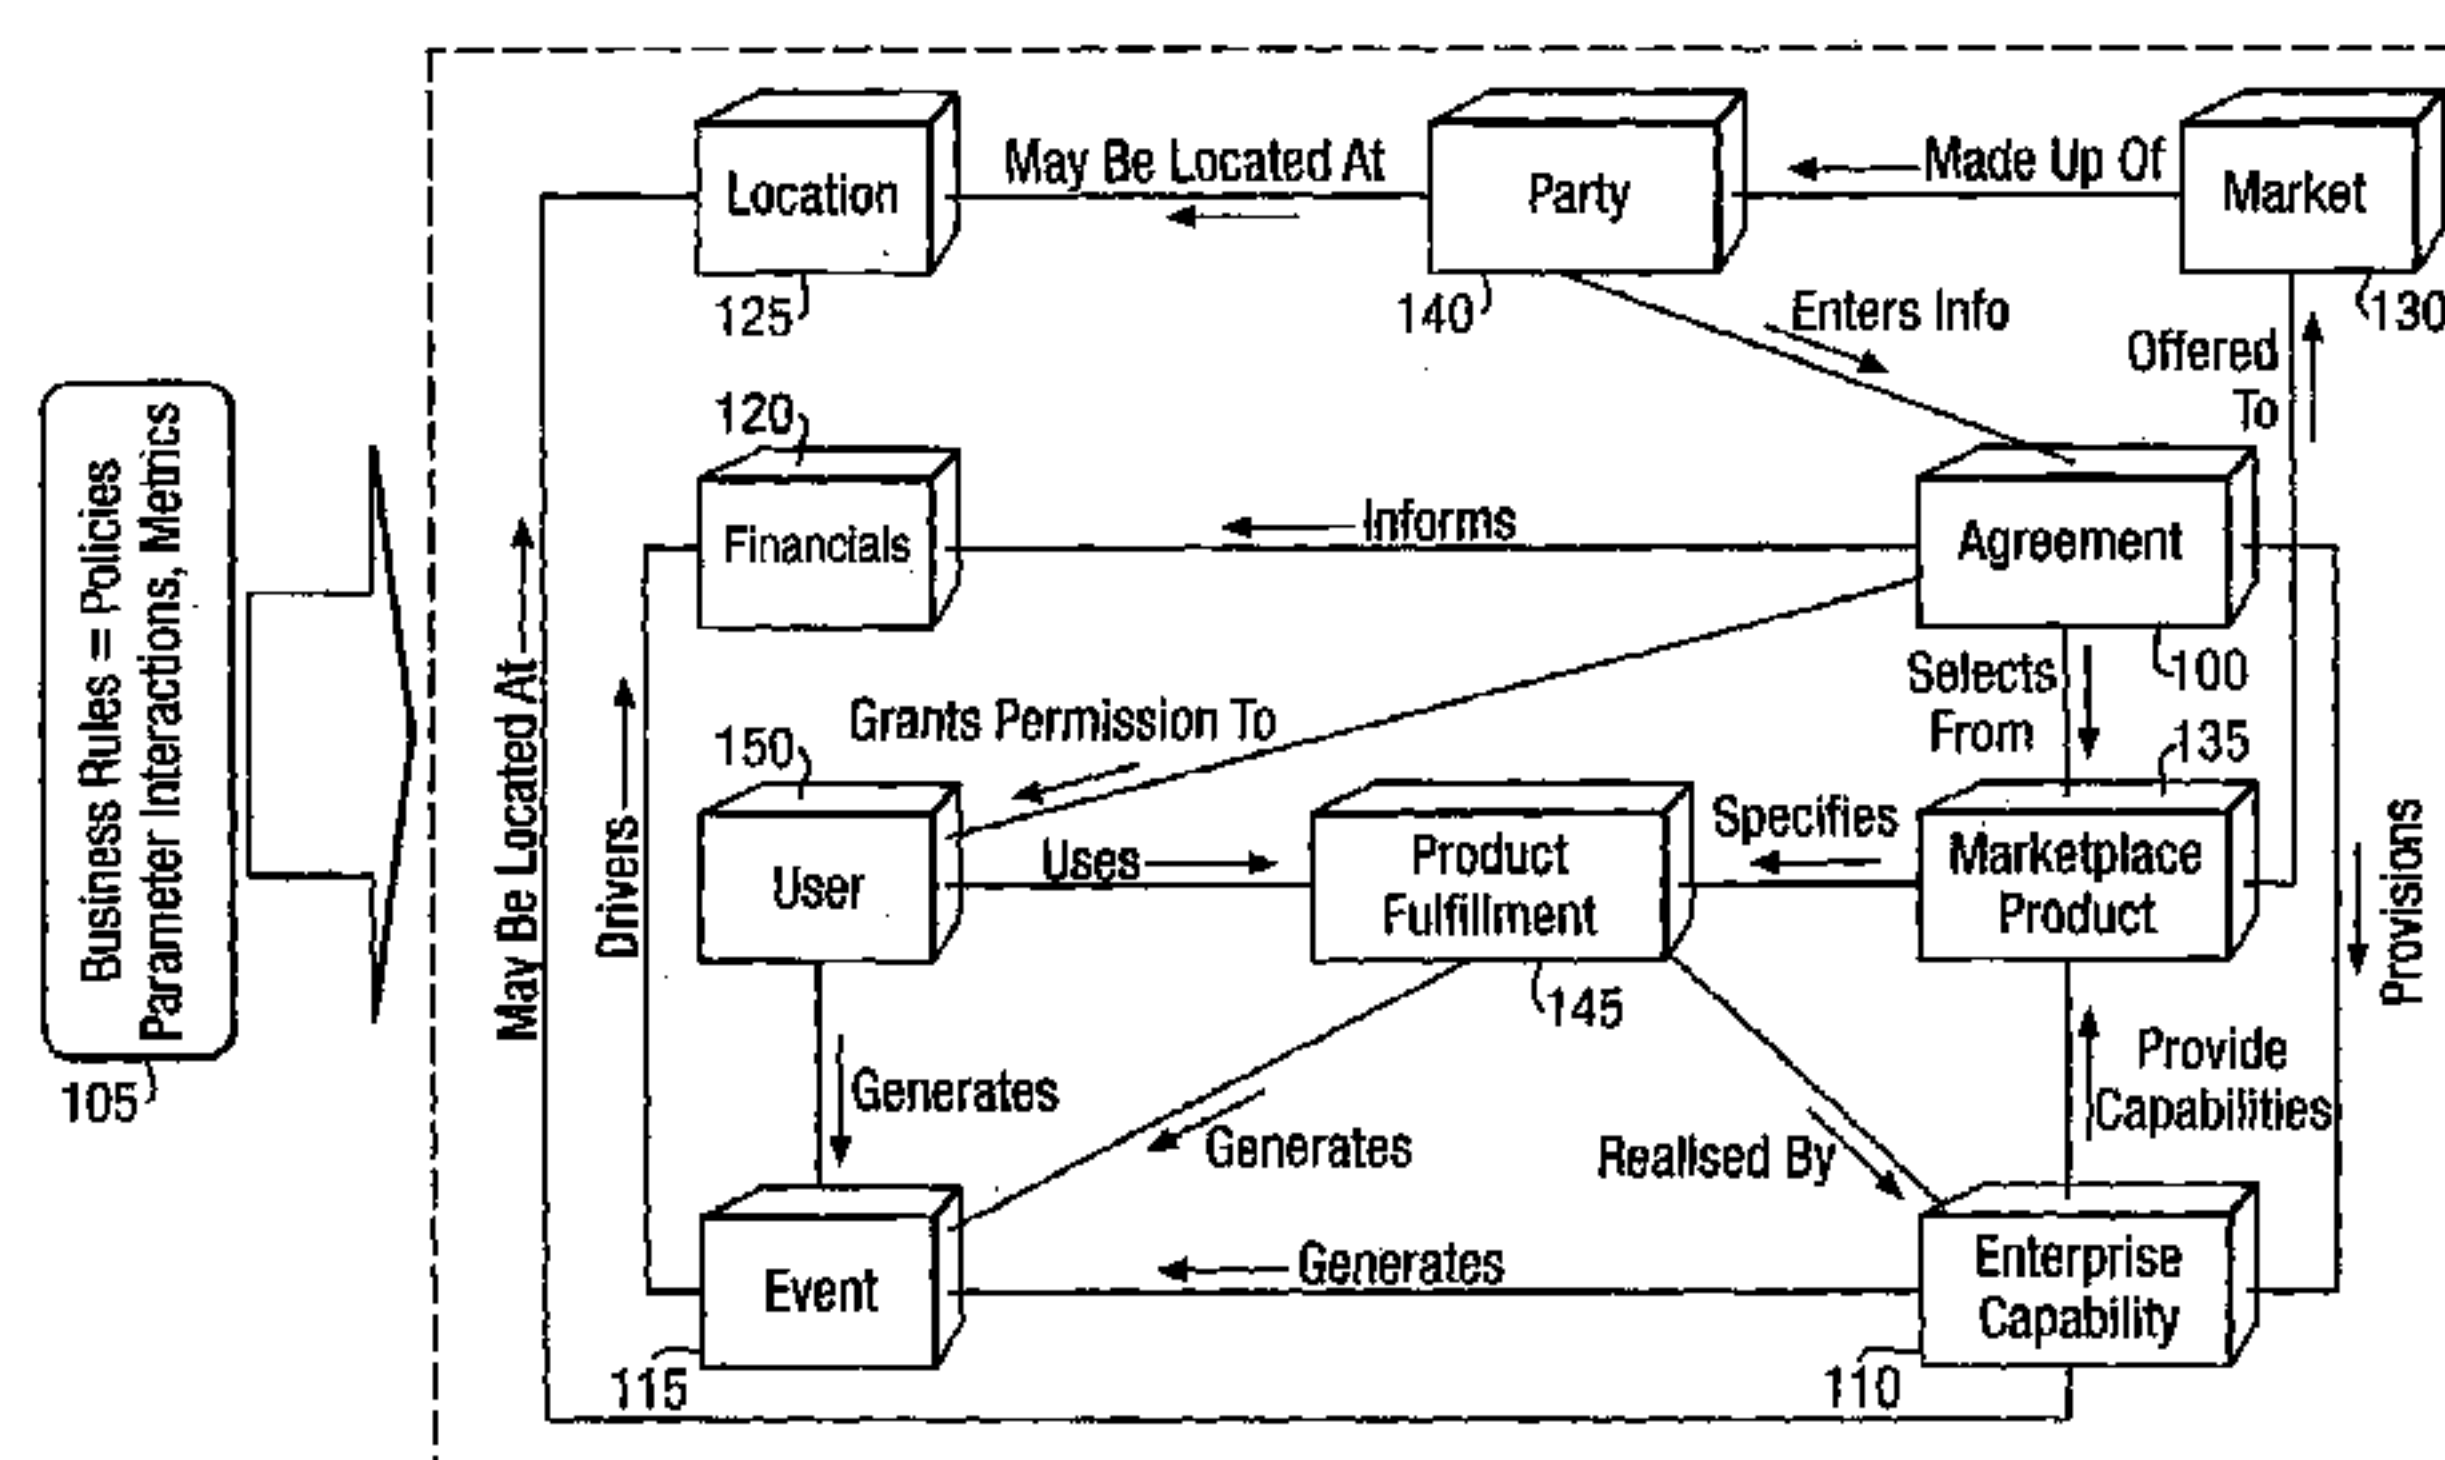 Location
May Be Located At
Party
Made Up Of
Market
125
140
130
Enters Info
Offered
To
Business Rules = Policies
Parameter Interactions, Metrics
105
120
Financials
Informs
Agreement
100
Selects
From
135
Grants Permission To
150
User
Uses
Product
Fulfillment
145
Specifies
Marketplace
Product
Provisions
May Be Located At
Drivers
Generates
Generates
Realised By
Provide
Capabilities
Event
115
Generates
Enterprise
Capability
110